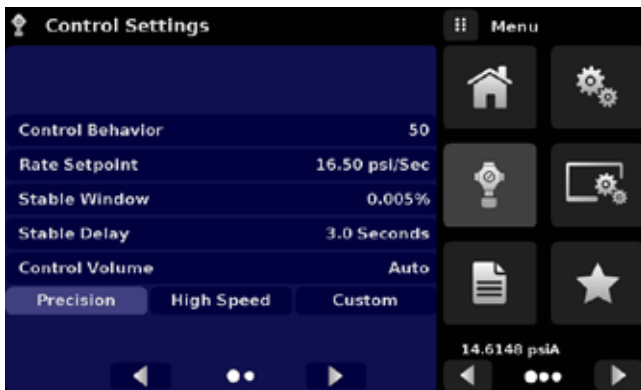 Control Settings
Menu
Control Behavior 50
Rate Setpoint 16.50 psi/Sec
Stable Window 0.005%
Stable Delay 3.0 Seconds
Control Volume Auto
Precision High Speed Custom
14.6148 psiA